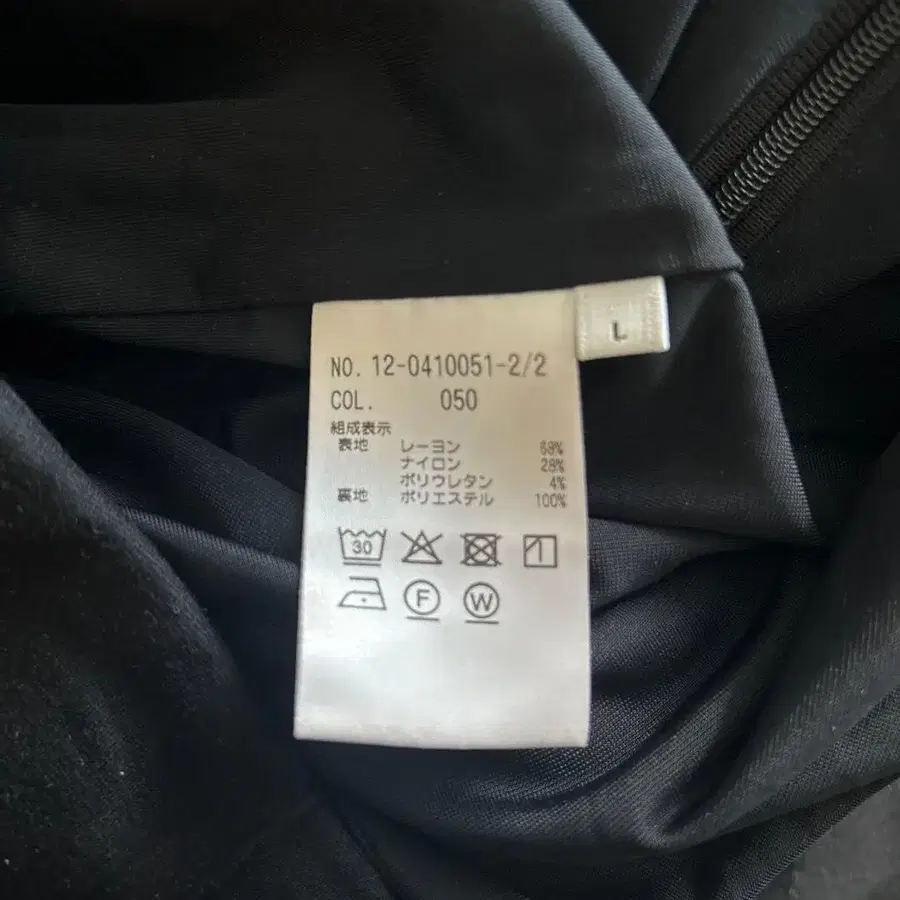 L
NO. 12-0410051-2/2
COL. 050
組成表示
表地 レーヨン 68%
ナイロン 28%
ポリウレタン 4%
裏地 ポリエステル 100%
30
F
W